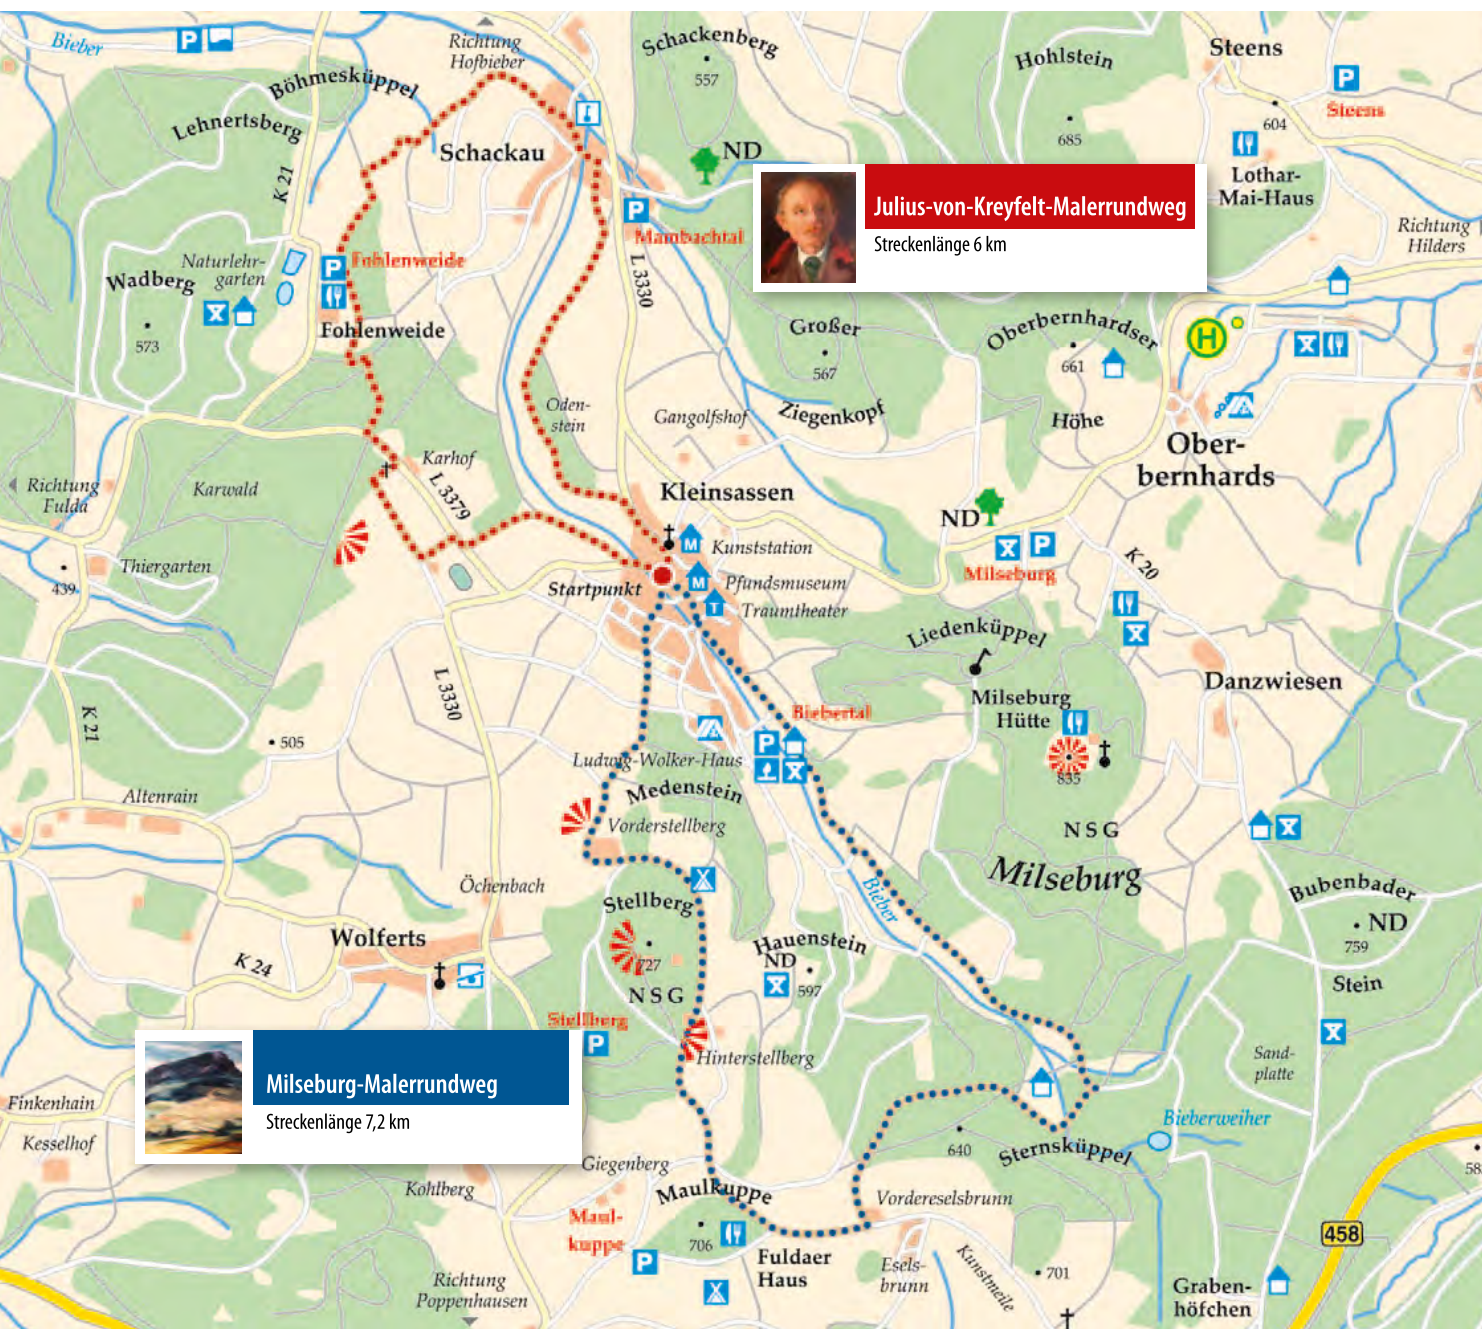 Bieber
P
Richtung
Hofbieber
Schackenberg
557
Hohlstein
685
Steens
P
Steens
604
Lothar-
Mai-Haus
Böhmesküppel
Lehnertsberg
K 21
Schackau
ND
Julius-von-Kreyfelt-Malerrundweg
Streckenlänge 6 km
Richtung
Hilders
P
Mambachtal
L 3330
Naturlehr-
garten
Wadberg
573
P
Fohlenweide
Fohlenweide
Großer
567
Ziegenkopf
Oberbernhardser
661
Höhe
H
Ober-
bernhards
Oden-
stein
Gangolfshof
Karhof
L 3379
Richtung
Fulda
Karwald
Kleinsassen
ND
P
Milseburg
K 20
M
Kunststation
Thiergarten
439
Startpunkt
M
Pfundsmuseum
T
Traumtheater
Liedenküppel
Milseburg
Hütte
835
Danzwiesen
L 3330
K 21
505
Biebertal
P
Ludwig-Wolker-Haus
Medenstein
Vorderstellberg
Altenrain
NSG
Milseburg
Bieber
Öchenbach
Stellberg
727
NSG
Wolferts
K 24
Hauenstein
ND
597
Bubenbader
ND
759
Stein
Stellberg
P
Hinterstellberg
Milseburg-Malerrundweg
Streckenlänge 7,2 km
Sand-
platte
Finkenhain
Kesselhof
Bieberweiher
640
Sternsküppel
Giegenberg
Kohlberg
Maulkuppe
706
Maul-
kuppe
P
Fuldaer
Haus
Vordereselsbrunn
Esels-
brunn
Kunstmeile
701
58
458
Graben-
höfchen
Richtung
Poppenhausen